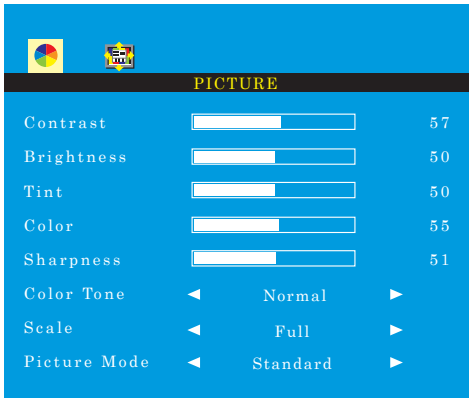 PICTURE
Contrast 57
Brightness 50
Tint 50
Color 55
Sharpness 51
Color Tone Normal
Scale Full
Picture Mode Standard